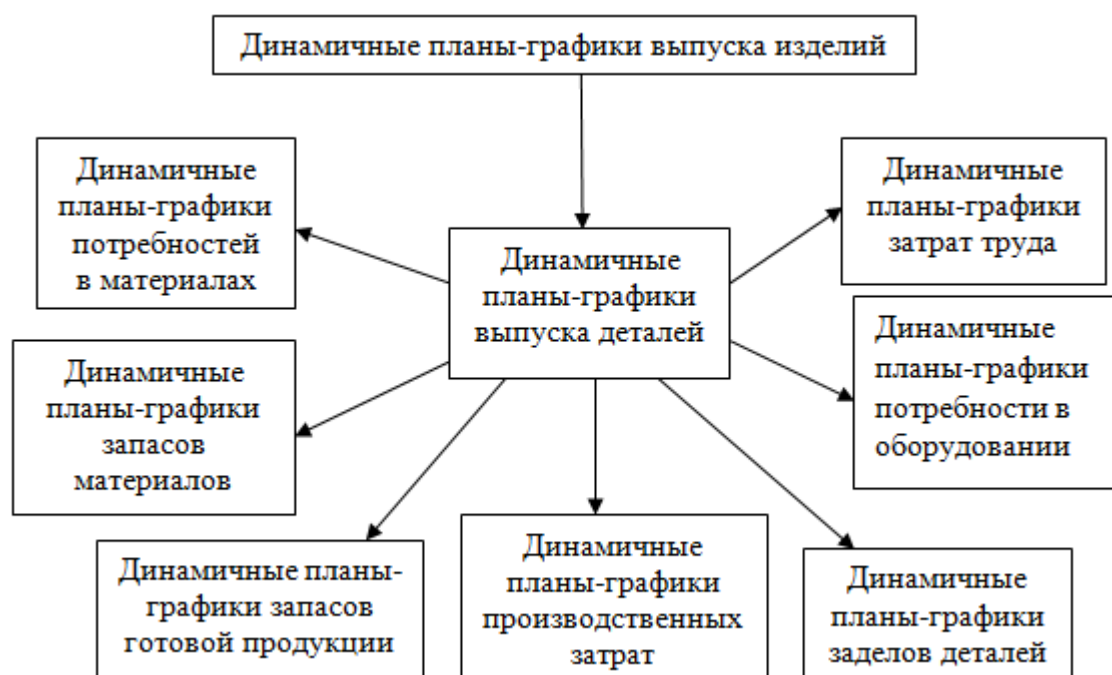 Динамичные планы-графики выпуска изделий
Динамичные
планы-графики
потребностей
в материалах
Динамичные
планы-графики
затрат труда
Динамичные
планы-графики
выпуска деталей
Динамичные
планы-графики
потребности в
оборудовании
Динамичные
планы-графики
запасов
материалов
Динамичные планы-
графики запасов
готовой продукции
Динамичные
планы-графики
производственных
затрат
Динамичные
планы-графики
заделов деталей